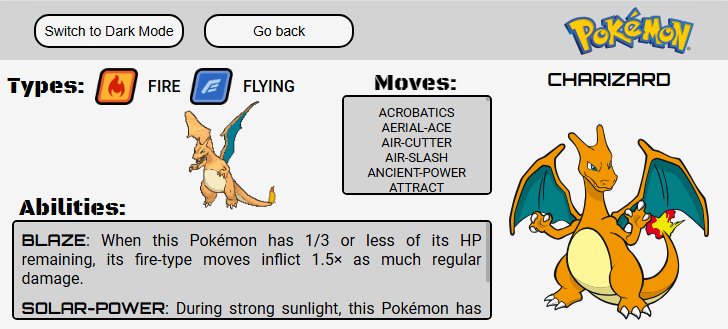 Switch to Dark Mode
Go back
POKéMON
Types:
FIRE
FLYING
Moves:
ACROBATICS
AERIAL-ACE
AIR-CUTTER
AIR-SLASH
ANCIENT-POWER
ATTRACT
CHARIZARD
Abilities:
BLAZE: When this Pokémon has 1/3 or less of its HP
remaining, its fire-type moves inflict 1.5× as much regular
damage.
SOLAR-POWER: During strong sunlight, this Pokémon has